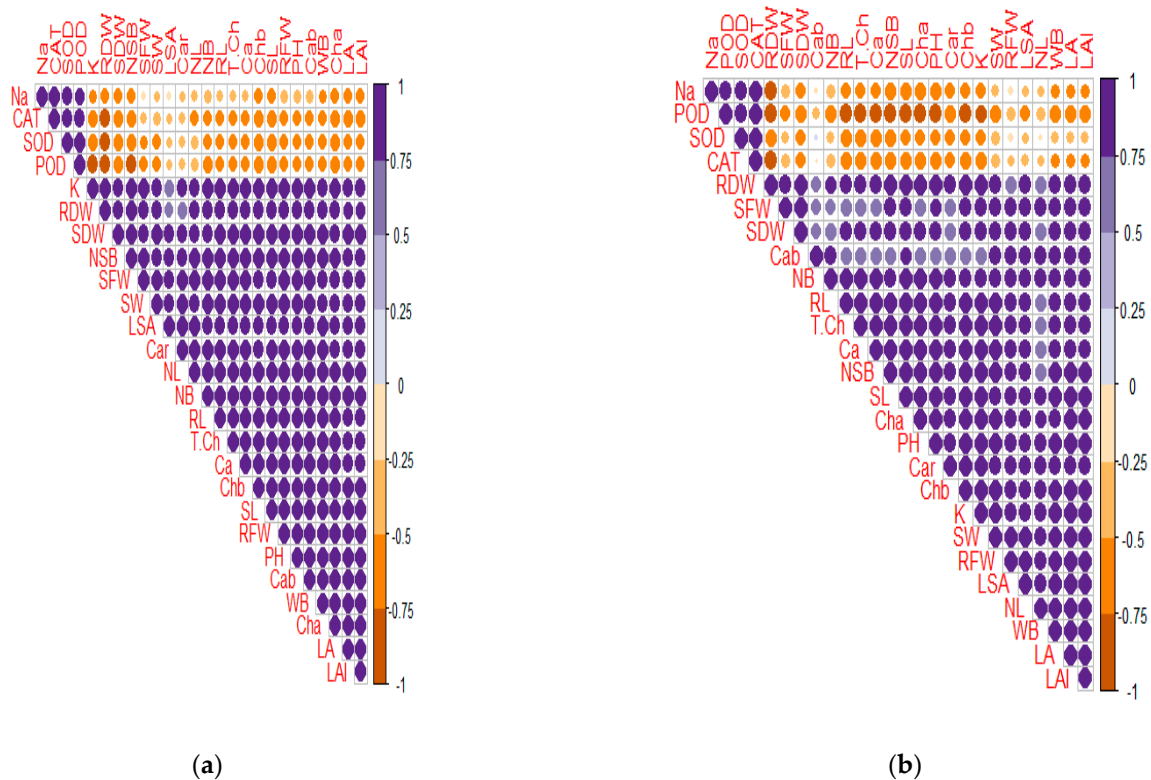 Na CAT SOD POD K RDW SDW NSB SFW SW LSA Car NL NB RL T.Ch Ca Chb SL RFW PH Cab WB Cha LA LAI
Na
CAT
SOD
POD
K
RDW
SDW
NSB
SFW
SW
LSA
Car
NL
NB
RL
T.Ch
Ca
Chb
SL
RFW
PH
Cab
WB
Cha
LA
LAI
1
0.75
0.5
0.25
0
-0.25
-0.5
-0.75
-1
(a)
Na POD SOD CAT RDW SFW SDW Cab NB RL T.Ch Ca NSB SL Cha PH Car Chb K SW RFW LSA NL WB LA LAI
Na
POD
SOD
CAT
RDW
SFW
SDW
Cab
NB
RL
T.Ch
Ca
NSB
SL
Cha
PH
Car
Chb
K
SW
RFW
LSA
NL
WB
LA
LAI
1
0.75
0.5
0.25
0
-0.25
-0.5
-0.75
-1
(b)